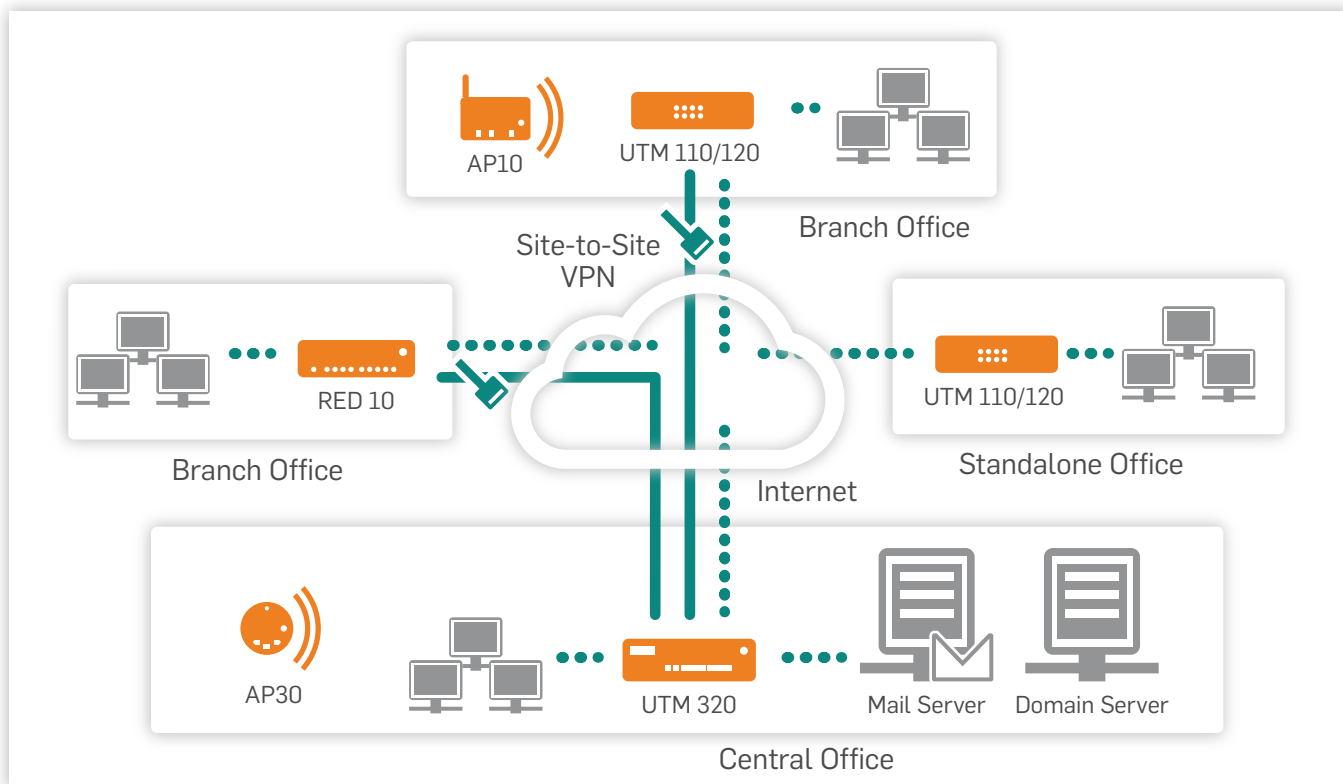 AP10
UTM 110/120
Branch Office
Site-to-Site
VPN
RED 10
Branch Office
UTM 110/120
Standalone Office
Internet
AP30
UTM 320
Mail Server
Domain Server
Central Office